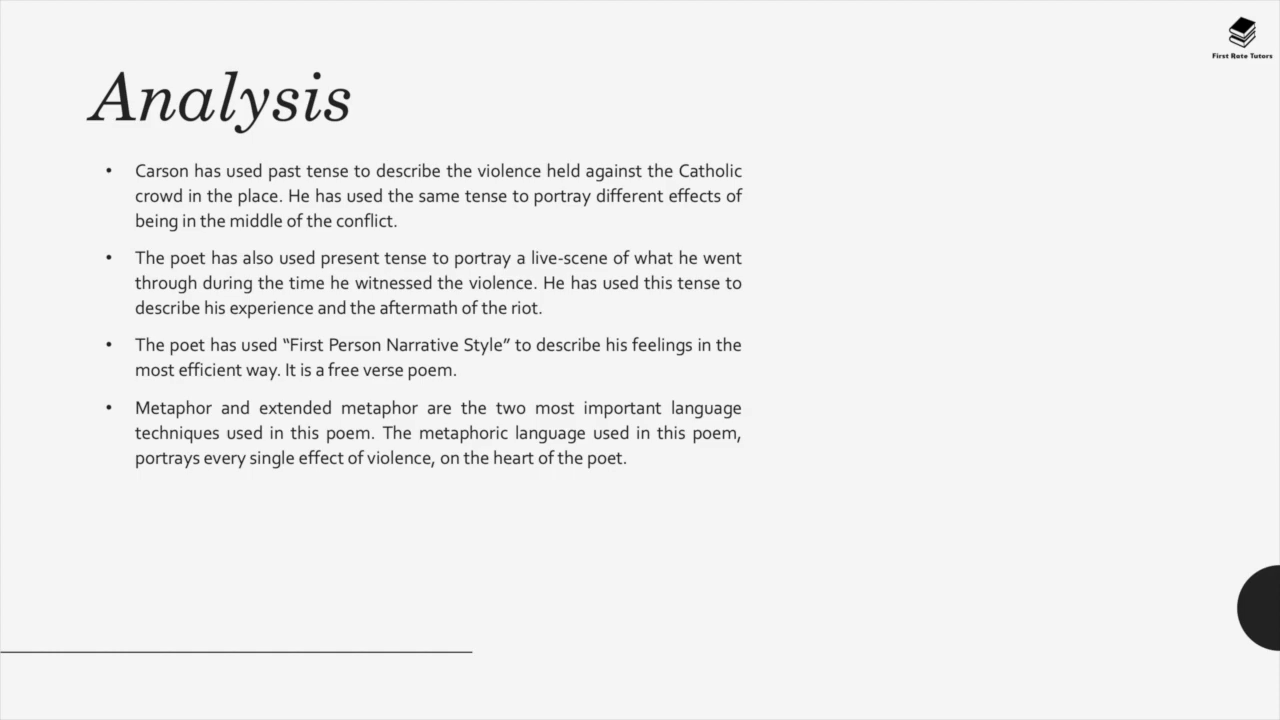 First Rate Tutors
Analysis
• Carson has used past tense to describe the violence held against the Catholic
crowd in the place. He has used the same tense to portray different effects of
being in the middle of the conflict.
• The poet has also used present tense to portray a live-scene of what he went
through during the time he witnessed the violence. He has used this tense to
describe his experience and the aftermath of the riot.
• The poet has used “First Person Narrative Style” to describe his feelings in the
most efficient way. It is a free verse poem.
• Metaphor and extended metaphor are the two most important language
techniques used in this poem. The metaphoric language used in this poem,
portrays every single effect of violence, on the heart of the poet.